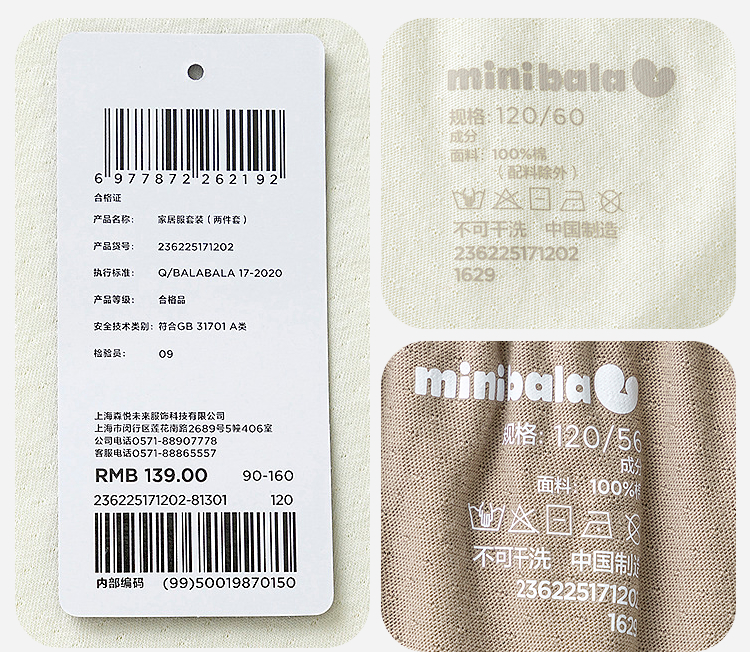 6 977872 262192
合格证
产品名称： 家居服套装（两件套）
产品货号： 236225171202
执行标准： Q/BALABALA 17-2020
产品等级： 合格品
安全技术类别：符合GB 31701 A类
检验员： 09
上海森悦未来服饰科技有限公司
上海市闵行区莲花南路2689号5幢406室
公司电话0571-88907778
客服电话0571-88865557
RMB 139.00 90-160
236225171202-81301 120
内部编码 (99)50019870150
minibala
规格：120/60
成分
面料：100%棉
（配料除外）
不可干洗 中国制造
236225171202
1629
minibala
规格：120/56
成分
面料：100%棉
不可干洗 中国制造
23622517120
1629